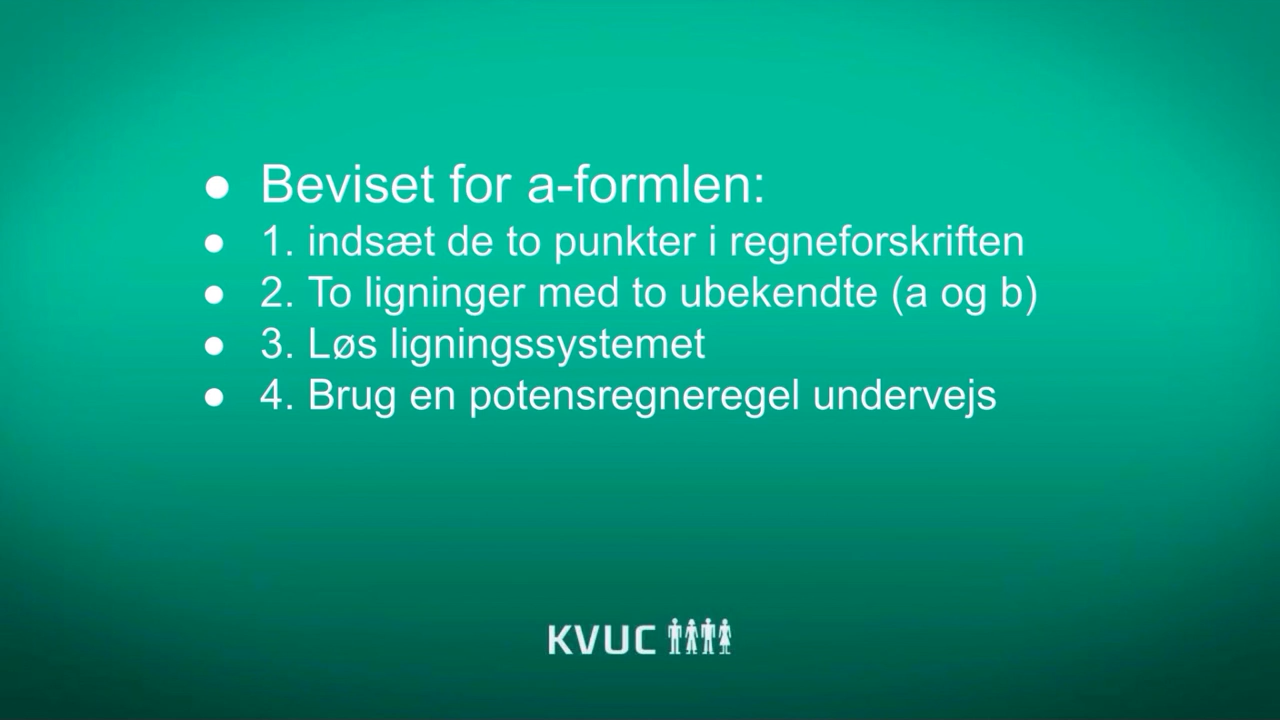 ● Beviset for a-formlen:
● 1. indsæt de to punkter i regneforskriften
● 2. To ligninger med to ubekendte (a og b)
● 3. Løs ligningssystemet
● 4. Brug en potensregneregel undervejs
KVUC